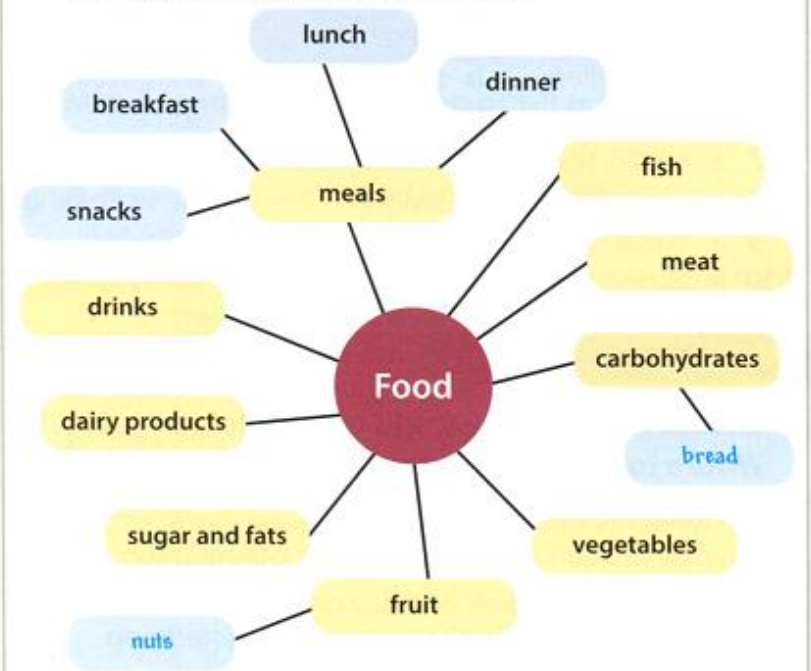 lunch
dinner
breakfast
fish
meals
snacks
meat
drinks
carbohydrates
Food
dairy products
bread
sugar and fats
vegetables
fruit
nuts